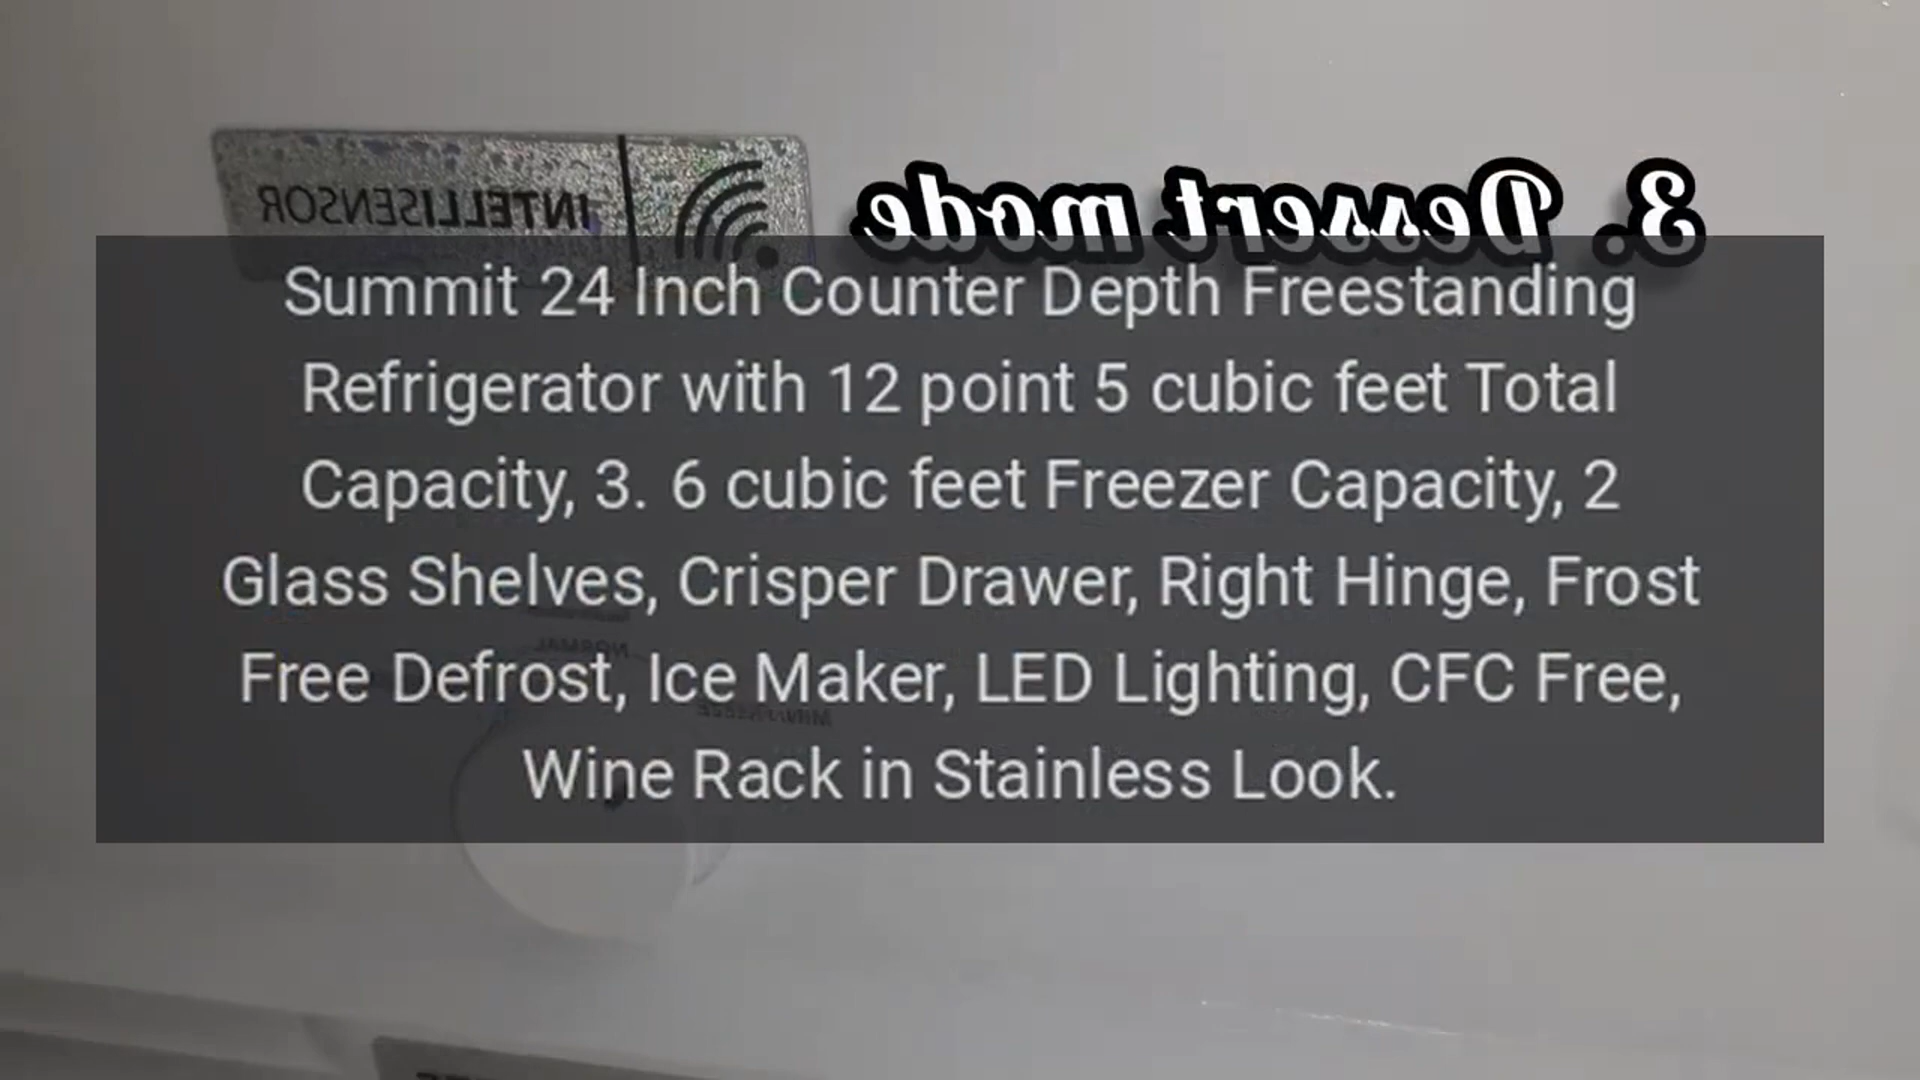 INTELLISENSOR
3. Dessert mode
Summit 24 Inch Counter Depth Freestanding
Refrigerator with 12 point 5 cubic feet Total
Capacity, 3. 6 cubic feet Freezer Capacity, 2
Glass Shelves, Crisper Drawer, Right Hinge, Frost
Free Defrost, Ice Maker, LED Lighting, CFC Free,
Wine Rack in Stainless Look.
NORMAL